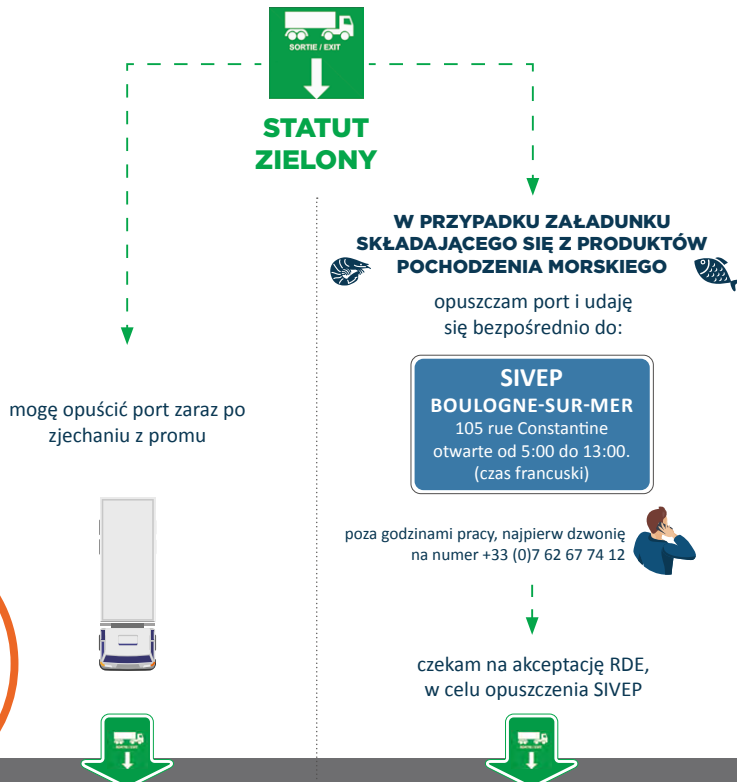 SORTIE / EXIT
STATUT
ZIELONY
mogę opuścić port zaraz po
zjechaniu z promu
W PRZYPADKU ZAŁADUNKU
SKŁADAJĄCEGO SIĘ Z PRODUKTÓW
POCHODZENIA MORSKIEGO
opuszczam port i udaję
się bezpośrednio do:
SIVEP
BOULOGNE-SUR-MER
105 rue Constantine
otwarte od 5:00 do 13:00.
(czas francuski)
poza godzinami pracy, najpierw dzwonię
na numer +33 (0)7 62 67 74 12
czekam na akceptację RDE,
w celu opuszczenia SIVEP